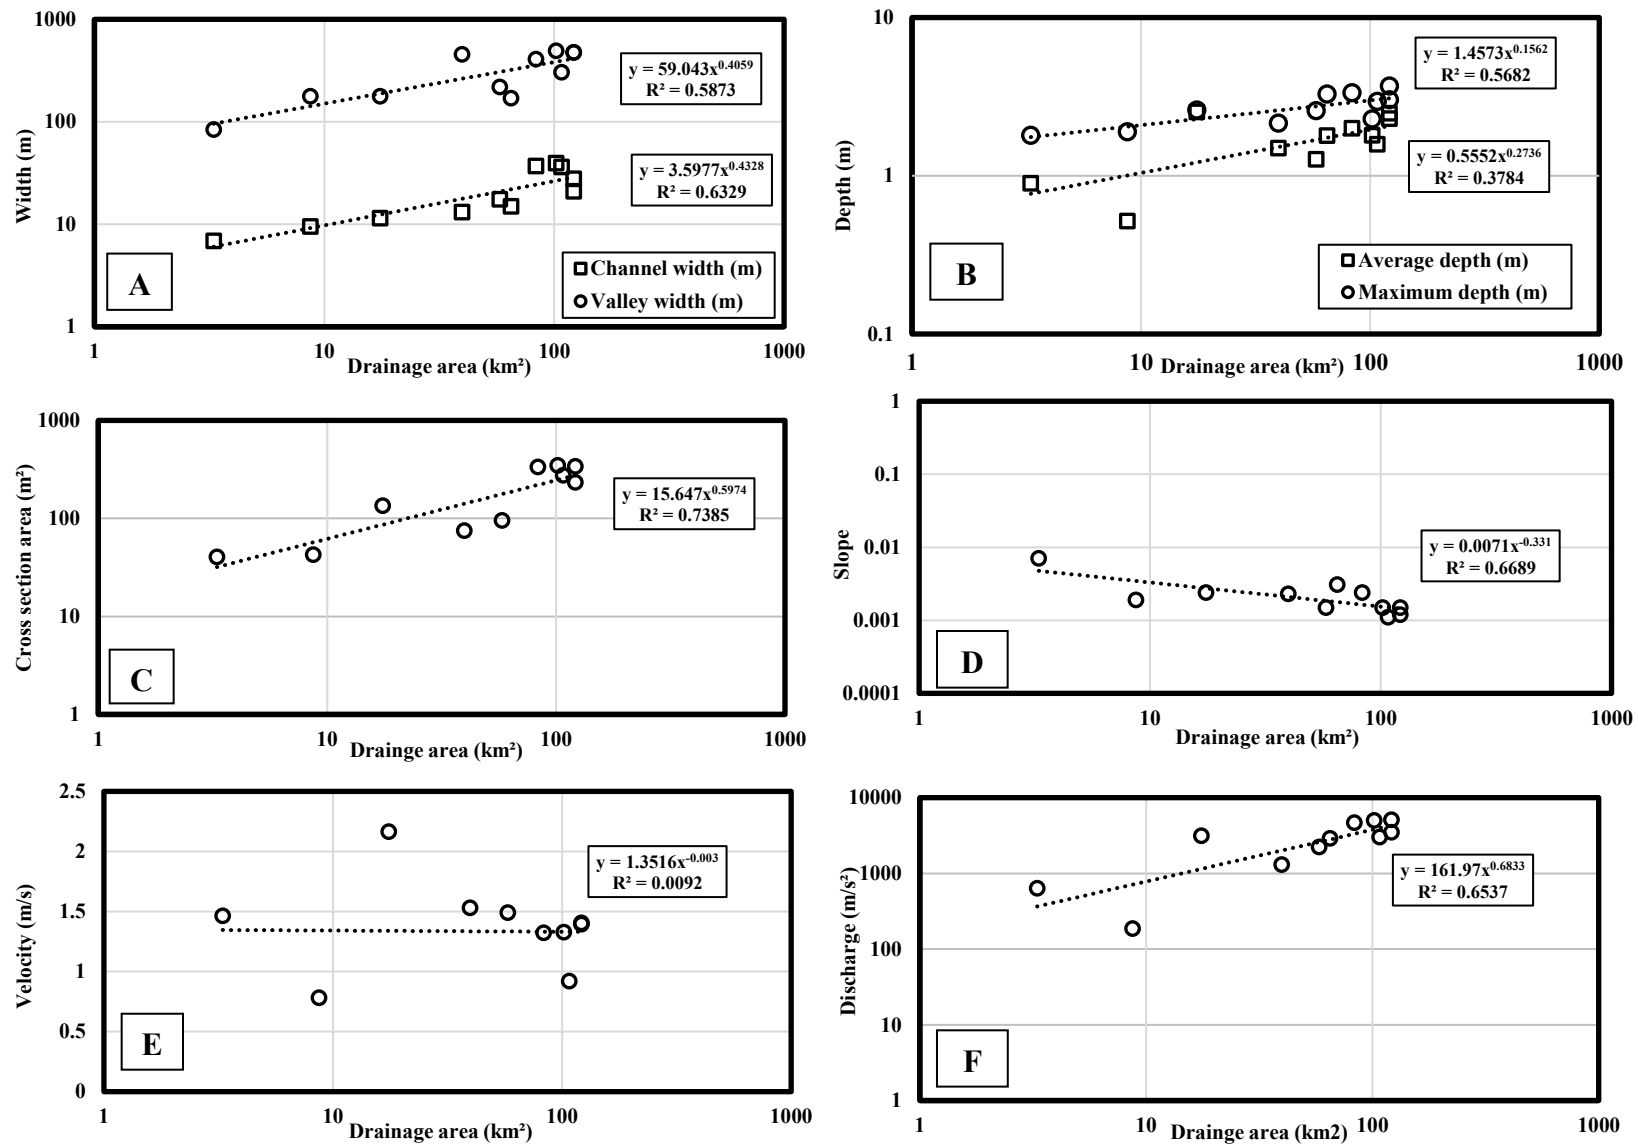 1000
100
10
1
Width (m)
y = 59.043x^0.4059
R² = 0.5873
y = 3.5977x^0.4328
R² = 0.6329
A
Channel width (m)
Valley width (m)
1 10 100 1000
Drainage area (km²)
10
1
0.1
Depth (m)
y = 1.4573x^0.1562
R² = 0.5682
y = 0.5552x^0.2736
R² = 0.3784
B
Average depth (m)
Maximum depth (m)
1 10 100 1000
Drainage area (km²)
1000
100
10
1
Cross section area (m²)
y = 15.647x^0.5974
R² = 0.7385
C
1 10 100 1000
Drainge area (km²)
1
0.1
0.01
0.001
0.0001
Slope
y = 0.0071x^-0.331
R² = 0.6689
D
1 10 100 1000
Drainage area (km²)
2.5
2
1.5
1
0.5
0
Velocity (m/s)
y = 1.3516x^-0.003
R² = 0.0092
E
1 10 100 1000
Drainage area (km²)
10000
1000
100
10
1
Discharge (m/s²)
y = 161.97x^0.6833
R² = 0.6537
F
1 10 100 1000
Drainge area (km2)